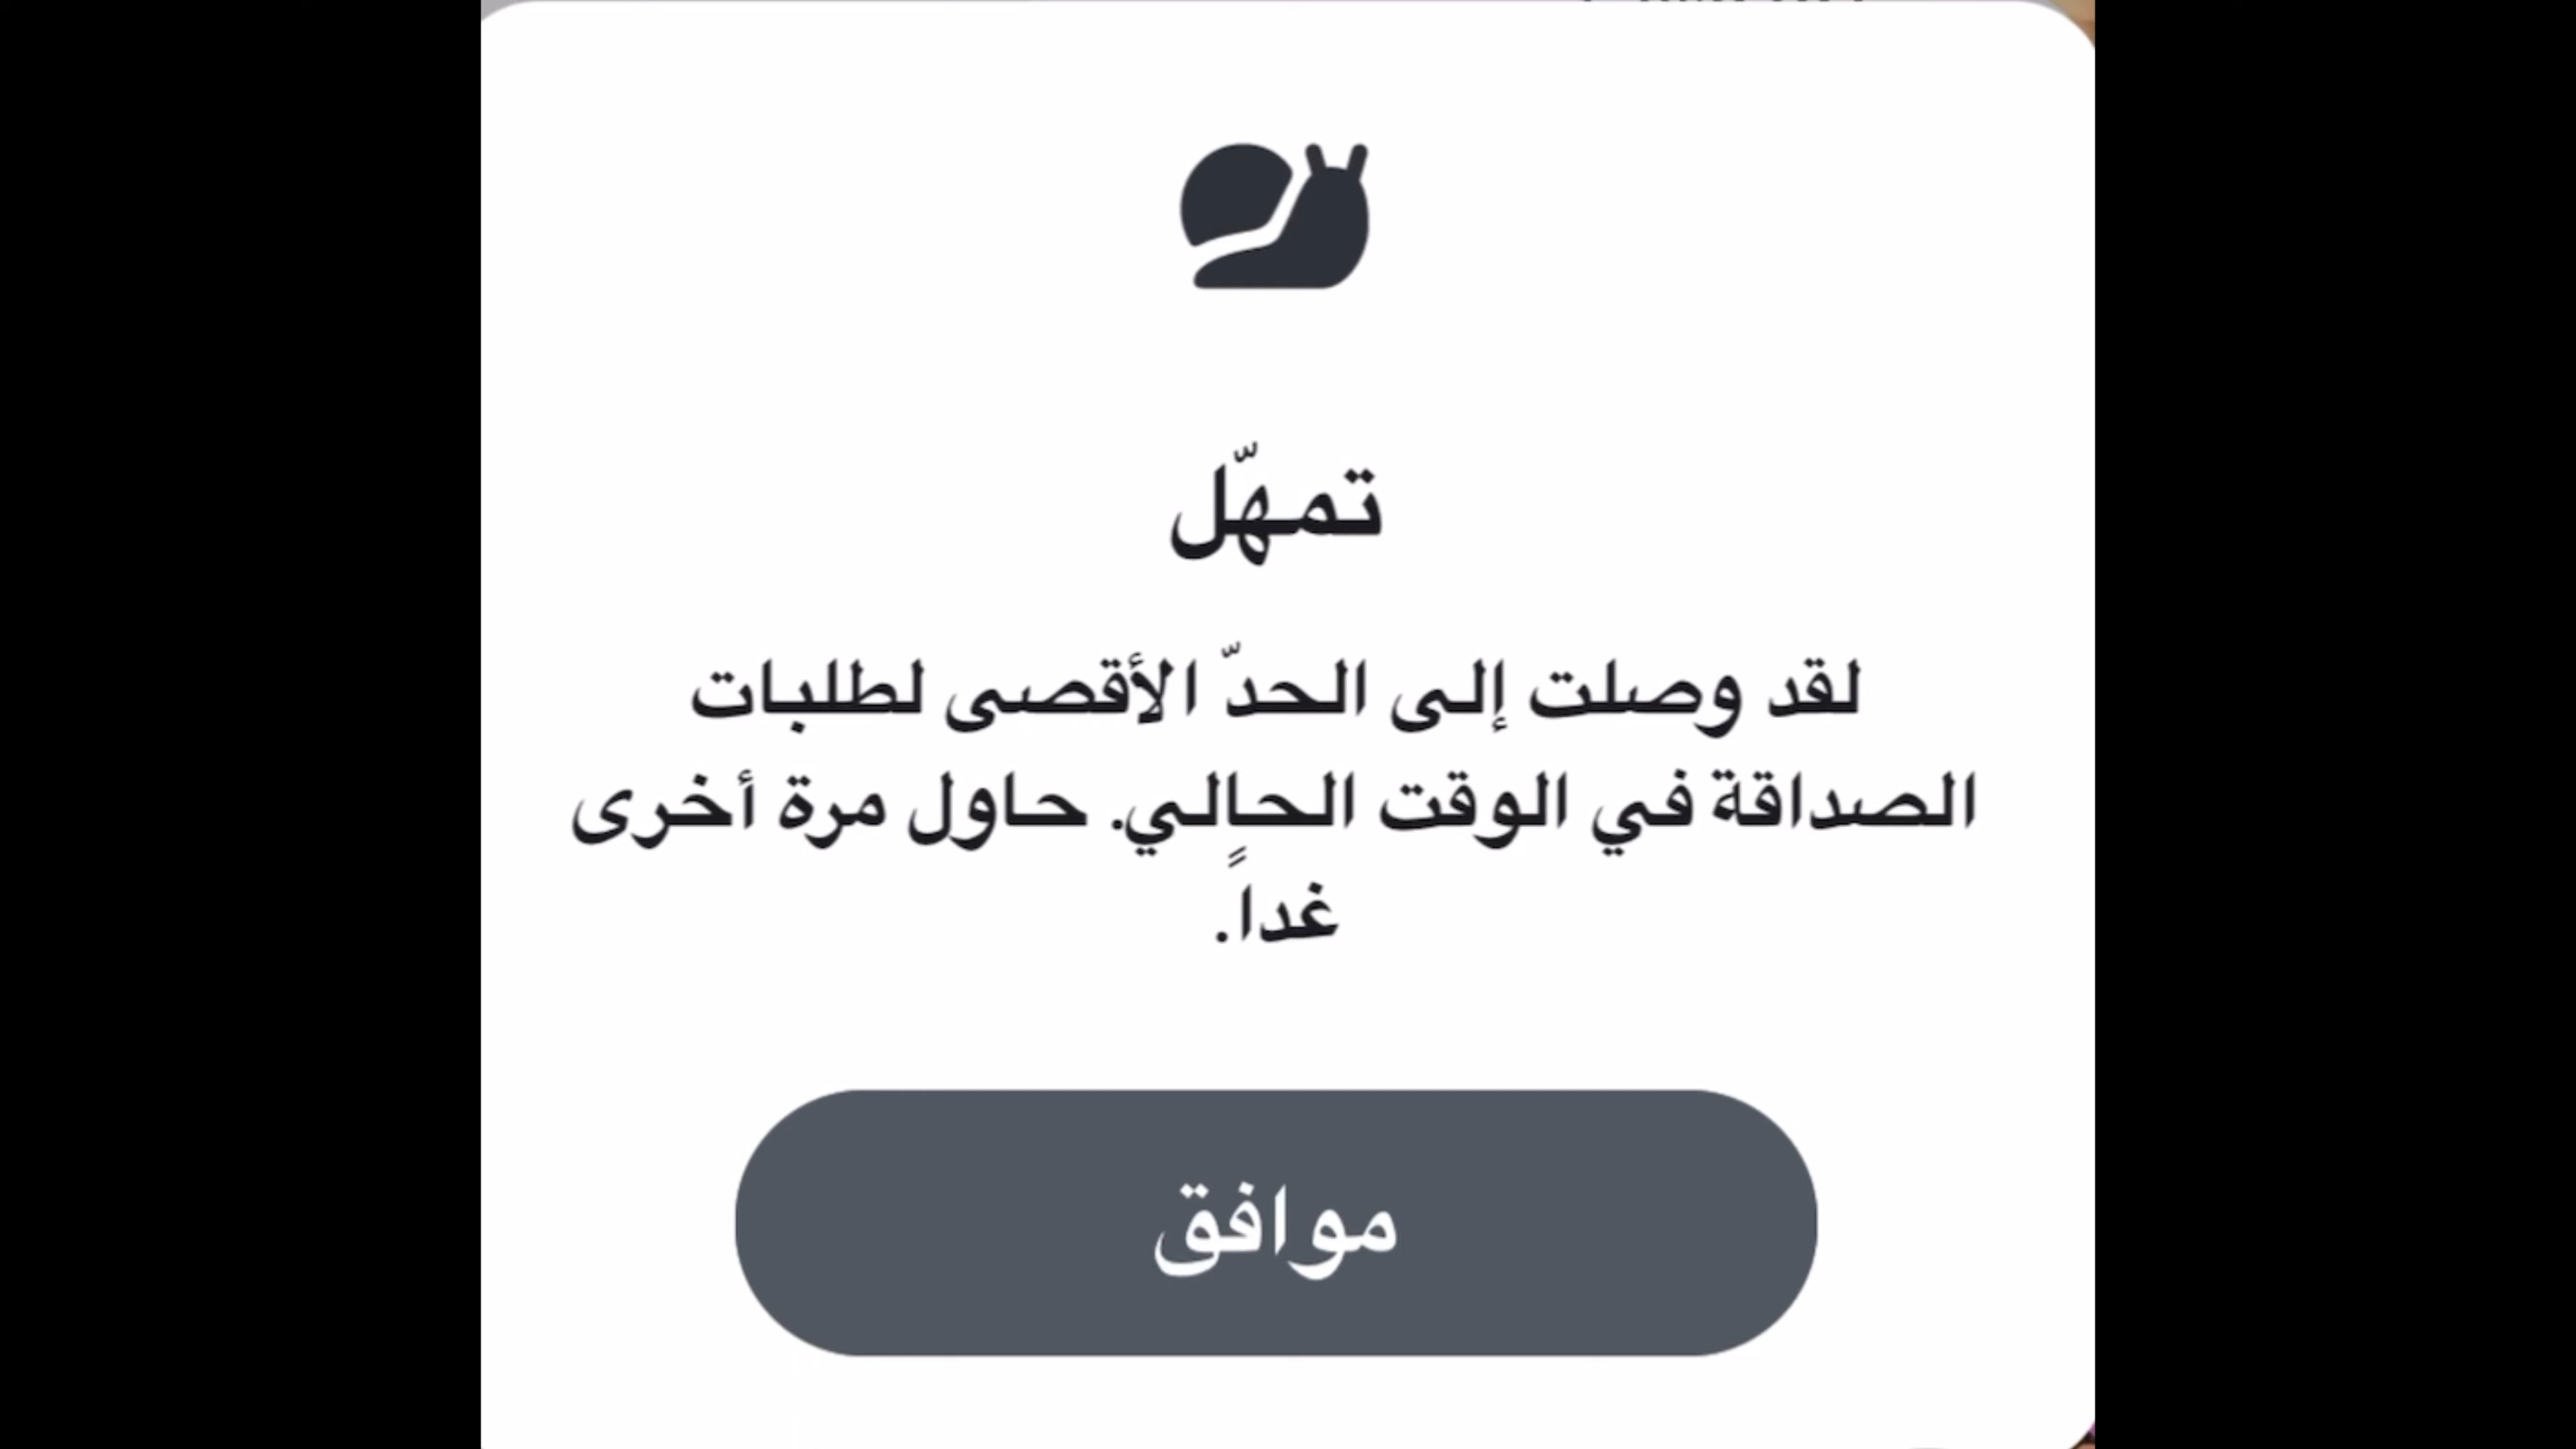 تمهّل
لقد وصلت إلى الحدّ الأقصى لطلبات
الصداقة في الوقت الحالي. حاول مرة أخرى
غداً.
موافق